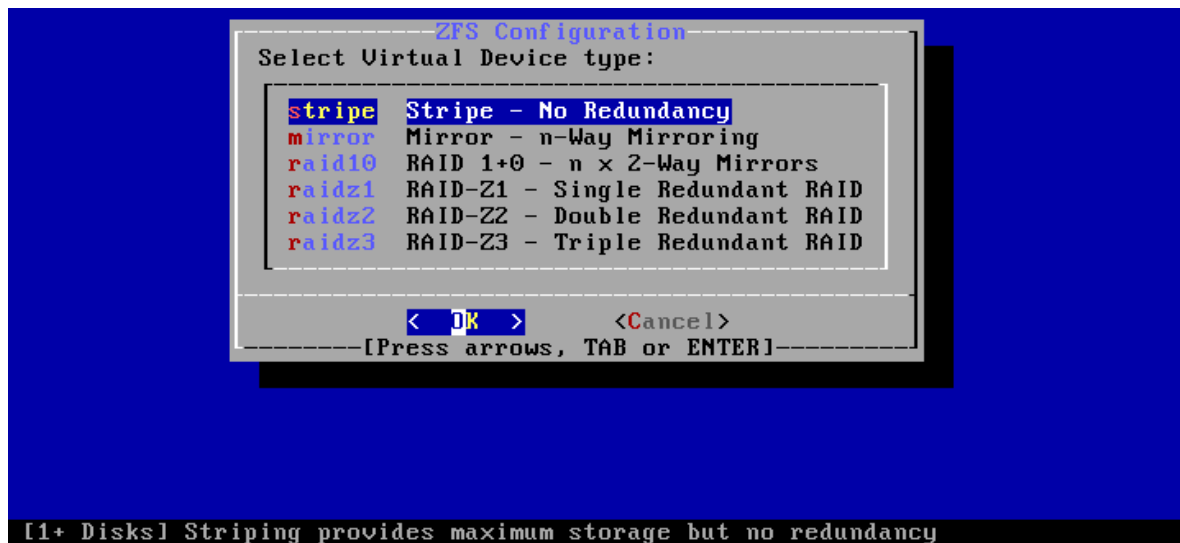 ZFS Configuration
Select Virtual Device type:
stripe Stripe - No Redundancy
mirror Mirror - n-Way Mirroring
raid10 RAID 1+0 - n x 2-Way Mirrors
raidz1 RAID-Z1 - Single Redundant RAID
raidz2 RAID-Z2 - Double Redundant RAID
raidz3 RAID-Z3 - Triple Redundant RAID
< OK > <Cancel>
[Press arrows, TAB or ENTER]
[1+ Disks] Striping provides maximum storage but no redundancy